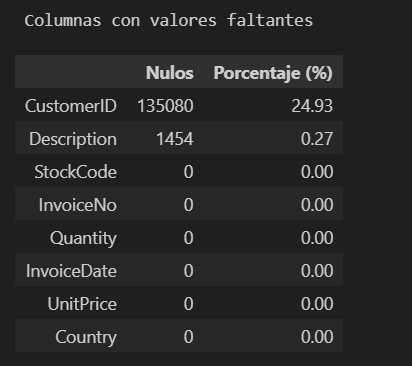 Columnas con valores faltantes
Nulos Porcentaje (%)
CustomerID 135080 24.93
Description 1454 0.27
StockCode 0 0.00
InvoiceNo 0 0.00
Quantity 0 0.00
InvoiceDate 0 0.00
UnitPrice 0 0.00
Country 0 0.00